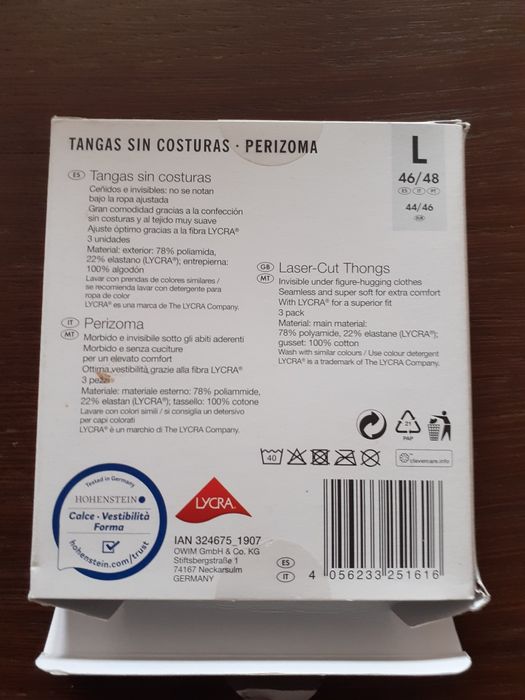 TANGAS SIN COSTURAS · PERIZOMA
L
46/48
ES IT PT
44/46
EUR
ES Tangas sin costuras
Ceñidos e invisibles: no se notan
bajo la ropa ajustada
Gran comodidad gracias a la confección
sin costuras y al tejido muy suave
Ajuste óptimo gracias a la fibra LYCRA®
3 unidades
Material: exterior: 78% poliamida,
22% elastano (LYCRA®); entrepierna:
100% algodón
Lavar con prendas de colores similares /
se recomienda lavar con detergente para
ropa de color
LYCRA® es una marca de The LYCRA Company.
IT MT Perizoma
Morbido e invisibile sotto gli abiti aderenti
Morbido e senza cuciture
per un elevato comfort
Ottima vestibilità grazie alla fibra LYCRA®
3 pezzi
Materiale: materiale esterno: 78% poliammide,
22% elastan (LYCRA®); tassello: 100% cotone
Lavare con colori simili / si consiglia un detersivo
per capi colorati
LYCRA® è un marchio di The LYCRA Company.
GB MT Laser-Cut Thongs
Invisible under figure-hugging clothes
Seamless and super soft for extra comfort
With LYCRA® for a superior fit
3 pack
Material: main material:
78% polyamide, 22% elastane (LYCRA®);
gusset: 100% cotton
Wash with similar colours / Use colour detergent
LYCRA® is a trademark of The LYCRA Company.
21
PAP
40
clevercare.info
Tested in Germany
HOHENSTEIN
Calce · Vestibilità
Forma
hohenstein.com/trust
LYCRA®
IAN 324675_1907
OWIM GmbH & Co. KG
Stiftsbergstraße 1
74167 Neckarsulm
GERMANY
ES
IT
4 056233 251616